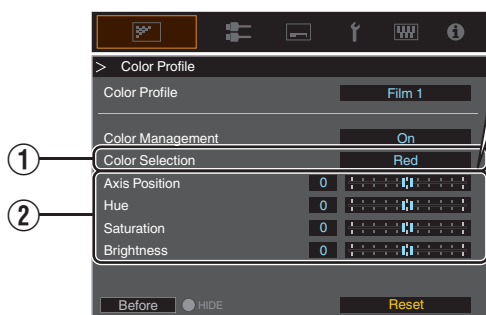 > Color Profile
Color Profile Film 1
Color Management On
① Color Selection Red
Axis Position 0
② Hue 0
Saturation 0
Brightness 0
Before HIDE Reset